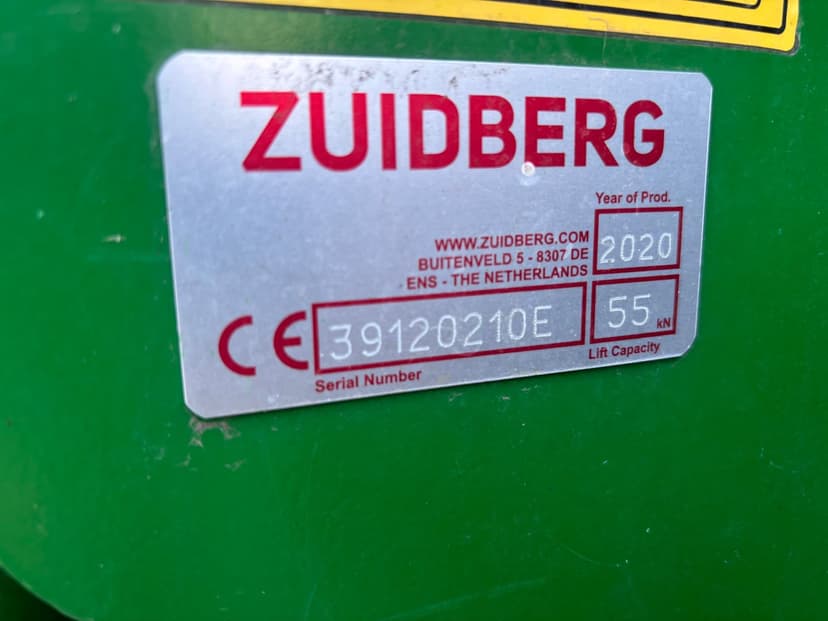 ZUIDBERG
Year of Prod.
WWW.ZUIDBERG.COM
BUITENVELD 5 - 8307 DE
ENS - THE NETHERLANDS
2020
CE 39120210E
55 kN
Serial Number
Lift Capacity